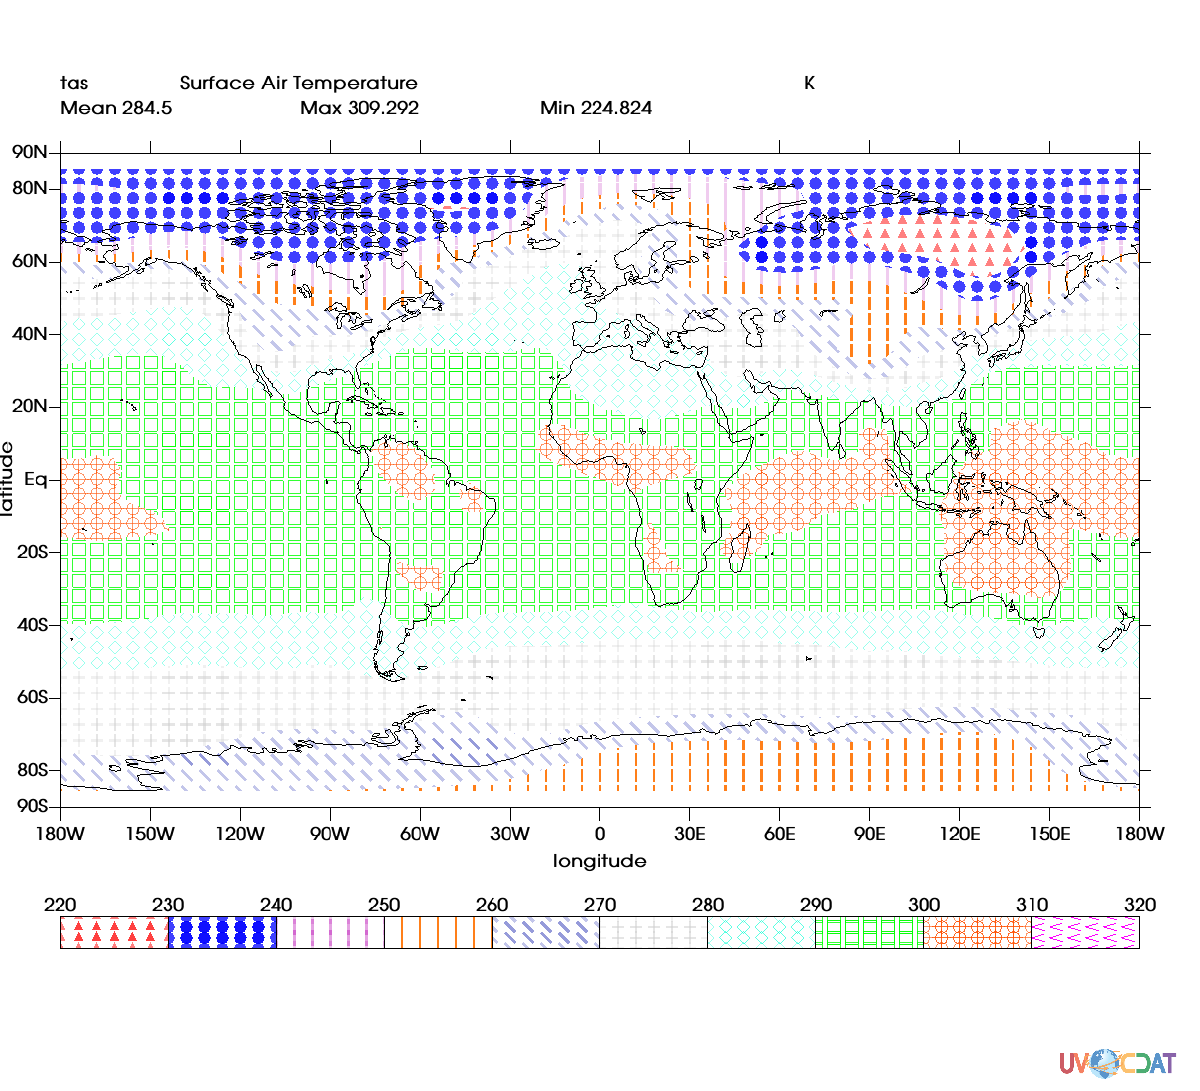 tas Surface Air Temperature K
Mean 284.5 Max 309.292 Min 224.824
90N
80N
60N
40N
20N
Eq
20S
40S
60S
80S
90S
latitude
180W 150W 120W 90W 60W 30W 0 30E 60E 90E 120E 150E 180W
longitude
220 230 240 250 260 270 280 290 300 310 320
UV CDAT